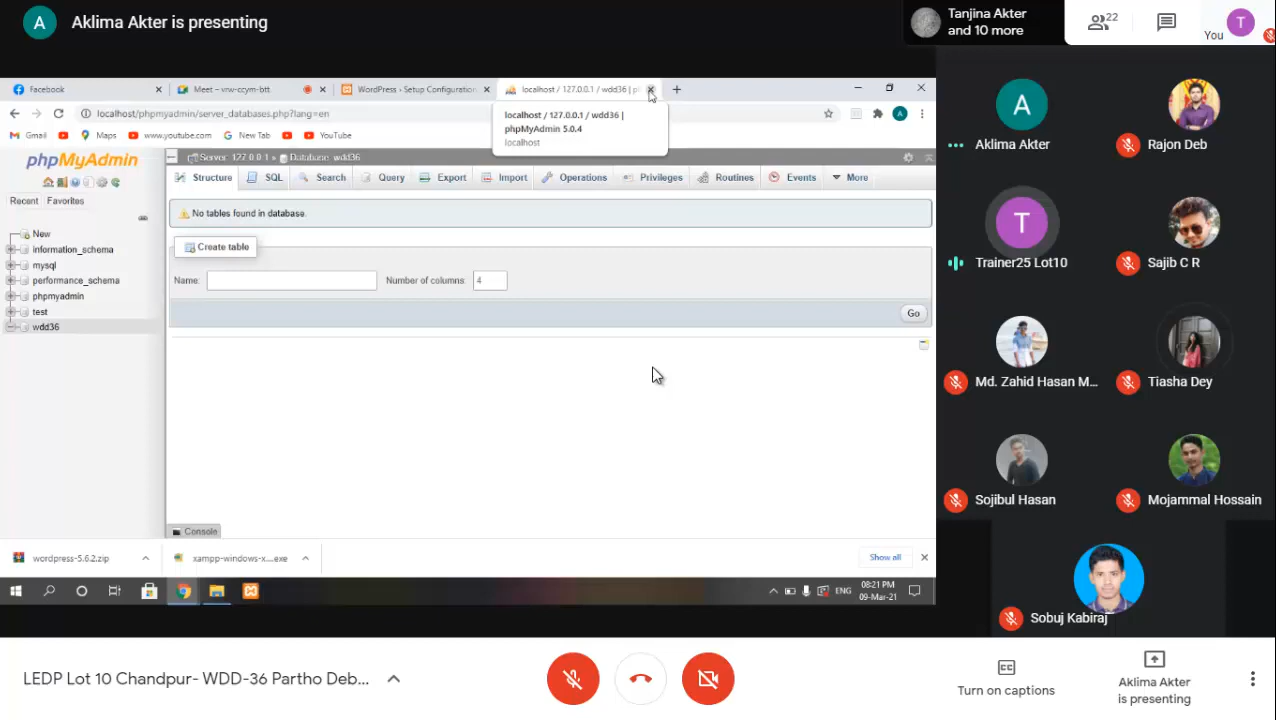 A
Aklima Akter is presenting
Tanjina Akter
and 10 more
22
You
T
Facebook
Meet - vrw-ccym-btt
WordPress › Setup Configuration
localhost / 127.0.0.1 / wdd36 | p
localhost / 127.0.0.1 / wdd36 |
phpMyAdmin 5.0.4
localhost
localhost/phpmyadmin/server_databases.php?lang=en
A
Gmail
Maps
web.whatsapp.com
New Tab
YouTube
phpMyAdmin
Recent
Favorites
New
information_schema
mysql
performance_schema
phpmyadmin
test
wdd36
Server: 127.0.0.1 » Database: wdd36
Structure
SQL
Search
Query
Export
Import
Operations
Privileges
Routines
Events
More
No tables found in database.
Create table
Name:
Number of columns:
4
Go
Console
wordpress-5.6.2.zip
xampp-windows-x....exe
Show all
ENG
08:21 PM
09-Mar-21
A
Aklima Akter
Rajon Deb
T
Trainer25 Lot10
Sajib C R
Md. Zahid Hasan M...
Tiasha Dey
Sojibul Hasan
Mojammal Hossain
Sobuj Kabiraj
LEDP Lot 10 Chandpur- WDD-36 Partho Deb...
Turn on captions
Aklima Akter
is presenting